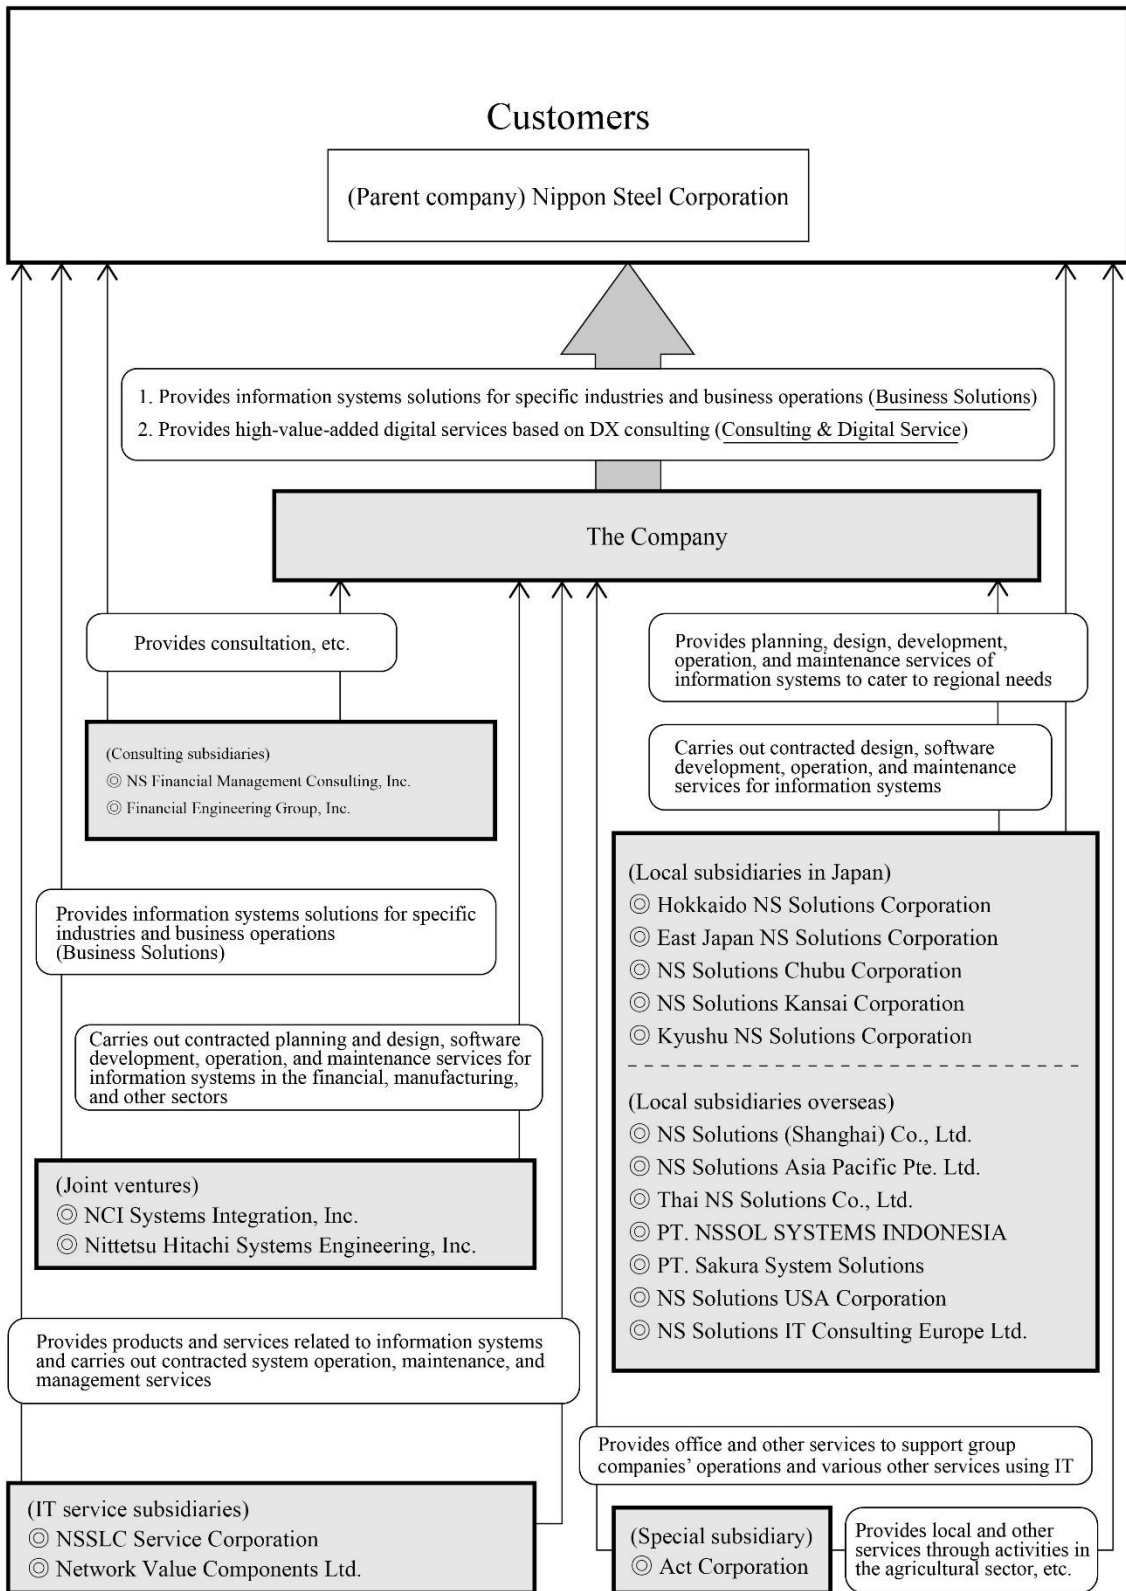 Customers
(Parent company) Nippon Steel Corporation
1. Provides information systems solutions for specific industries and business operations (Business Solutions)
2. Provides high-value-added digital services based on DX consulting (Consulting & Digital Service)
The Company
Provides consultation, etc.
Provides planning, design, development,
operation, and maintenance services of
information systems to cater to regional needs
(Consulting subsidiaries)
◎ NS Financial Management Consulting, Inc.
◎ Financial Engineering Group, Inc.
Carries out contracted design, software
development, operation, and maintenance
services for information systems
Provides information systems solutions for specific
industries and business operations
(Business Solutions)
Carries out contracted planning and design, software
development, operation, and maintenance services for
information systems in the financial, manufacturing,
and other sectors
(Local subsidiaries in Japan)
◎ Hokkaido NS Solutions Corporation
◎ East Japan NS Solutions Corporation
◎ NS Solutions Chubu Corporation
◎ NS Solutions Kansai Corporation
◎ Kyushu NS Solutions Corporation
(Local subsidiaries overseas)
◎ NS Solutions (Shanghai) Co., Ltd.
◎ NS Solutions Asia Pacific Pte. Ltd.
◎ Thai NS Solutions Co., Ltd.
◎ PT. NSSOL SYSTEMS INDONESIA
◎ PT. Sakura System Solutions
◎ NS Solutions USA Corporation
◎ NS Solutions IT Consulting Europe Ltd.
(Joint ventures)
◎ NCI Systems Integration, Inc.
◎ Nittetsu Hitachi Systems Engineering, Inc.
Provides products and services related to information systems
and carries out contracted system operation, maintenance, and
management services
Provides office and other services to support group
companies' operations and various other services using IT
(IT service subsidiaries)
◎ NSSLC Service Corporation
◎ Network Value Components Ltd.
(Special subsidiary)
◎ Act Corporation
Provides local and other
services through activities in
the agricultural sector, etc.